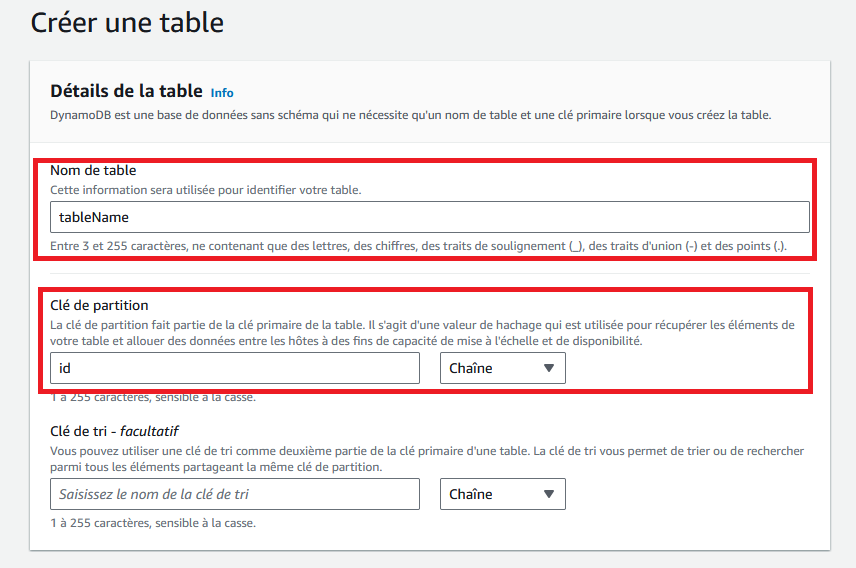 Créer une table
Détails de la table Info
DynamoDB est une base de données sans schéma qui ne nécessite qu'un nom de table et une clé primaire lorsque vous créez la table.
Nom de table
Cette information sera utilisée pour identifier votre table.
tableName
Entre 3 et 255 caractères, ne contenant que des lettres, des chiffres, des traits de soulignement (_), des traits d'union (-) et des points (.).
Clé de partition
La clé de partition fait partie de la clé primaire de la table. Il s'agit d'une valeur de hachage qui est utilisée pour récupérer les éléments de
votre table et allouer des données entre les hôtes à des fins de capacité de mise à l'échelle et de disponibilité.
id Chaîne
1 à 255 caractères, sensible à la casse.
Clé de tri - facultatif
Vous pouvez utiliser une clé de tri comme deuxième partie de la clé primaire d'une table. La clé de tri vous permet de trier ou de rechercher
parmi tous les éléments partageant la même clé de partition.
Saisissez le nom de la clé de tri Chaîne
1 à 255 caractères, sensible à la casse.